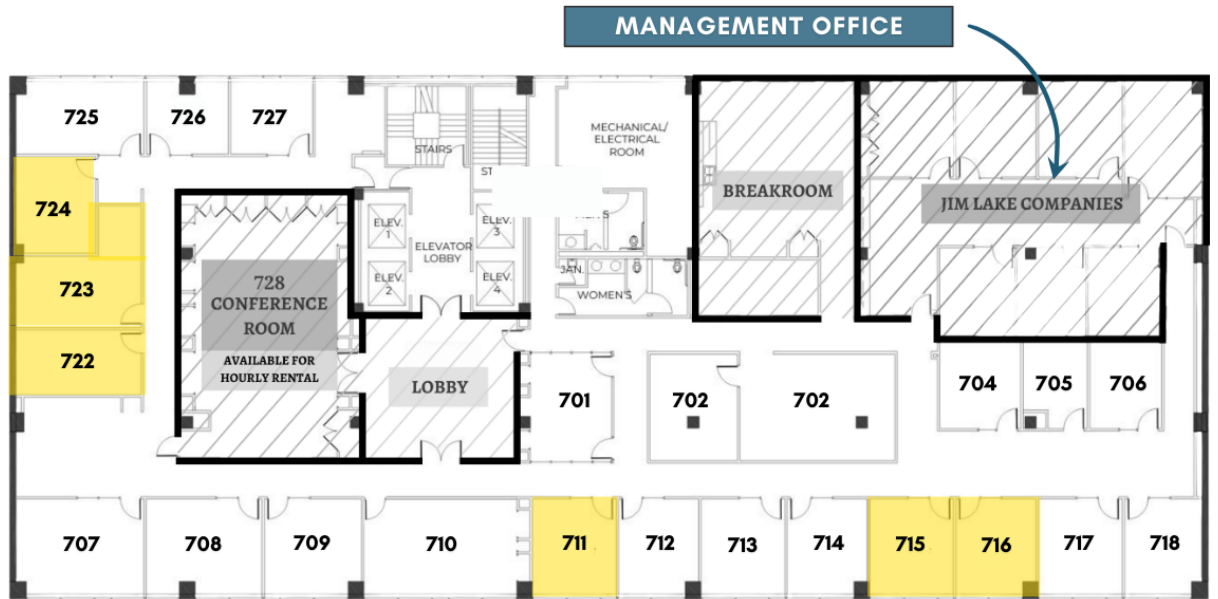 MANAGEMENT OFFICE
725
726
727
STAIRS
ST
MECHANICAL/
ELECTRICAL
ROOM
BREAKROOM
JIM LAKE COMPANIES
724
ELEV.
1
ELEV.
3
ELEVATOR
LOBBY
ELEV.
2
ELEV.
4
JAN.
WOMEN'S
723
728
CONFERENCE
ROOM
AVAILABLE FOR
HOURLY RENTAL
722
LOBBY
701
702
702
704
705
706
707
708
709
710
711
712
713
714
715
716
717
718